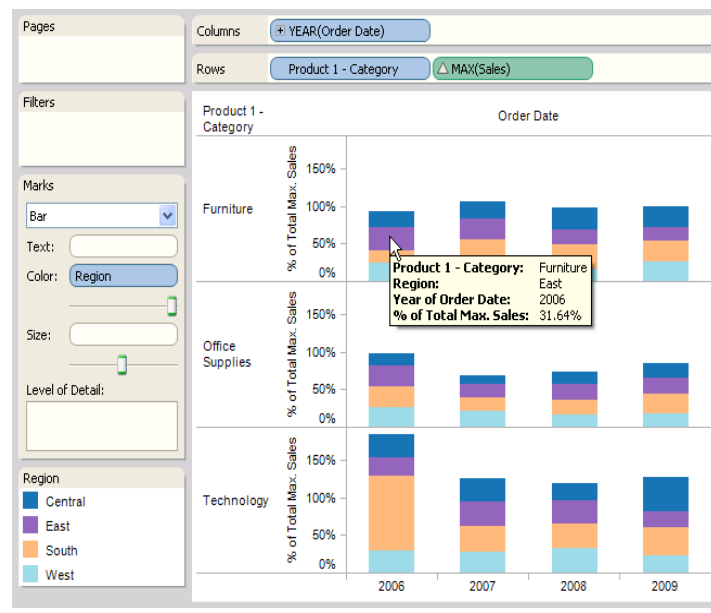 Pages
Columns
YEAR(Order Date)
Rows
Product 1 - Category
MAX(Sales)
Filters
Marks
Bar
Text:
Color:
Region
Size:
Level of Detail:
Region
Central
East
South
West
Product 1 -
Category
Order Date
Furniture
% of Total Max. Sales
150%
100%
50%
0%
Product 1 - Category: Furniture
Region: East
Year of Order Date: 2006
% of Total Max. Sales: 31.64%
Office
Supplies
% of Total Max. Sales
150%
100%
50%
0%
Technology
% of Total Max. Sales
150%
100%
50%
0%
2006 2007 2008 2009